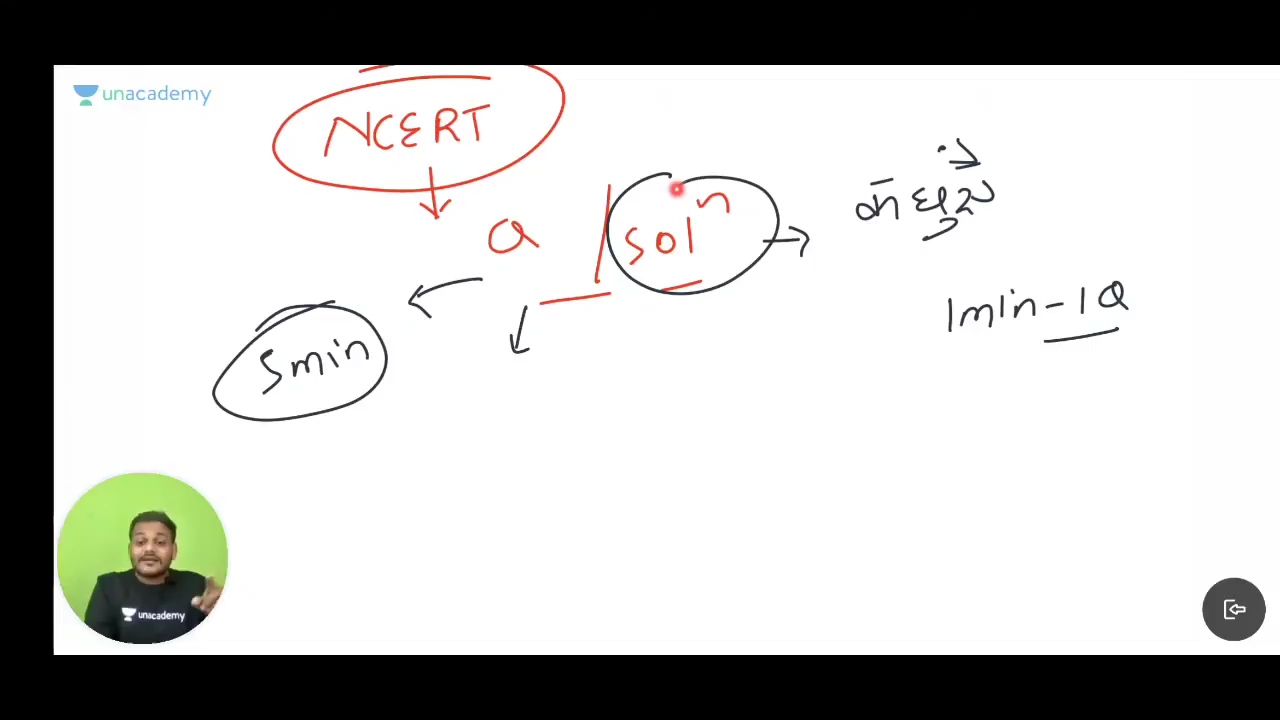 unacademy
NCERT
Q / solⁿ
1min - 1Q
5min
unacademy